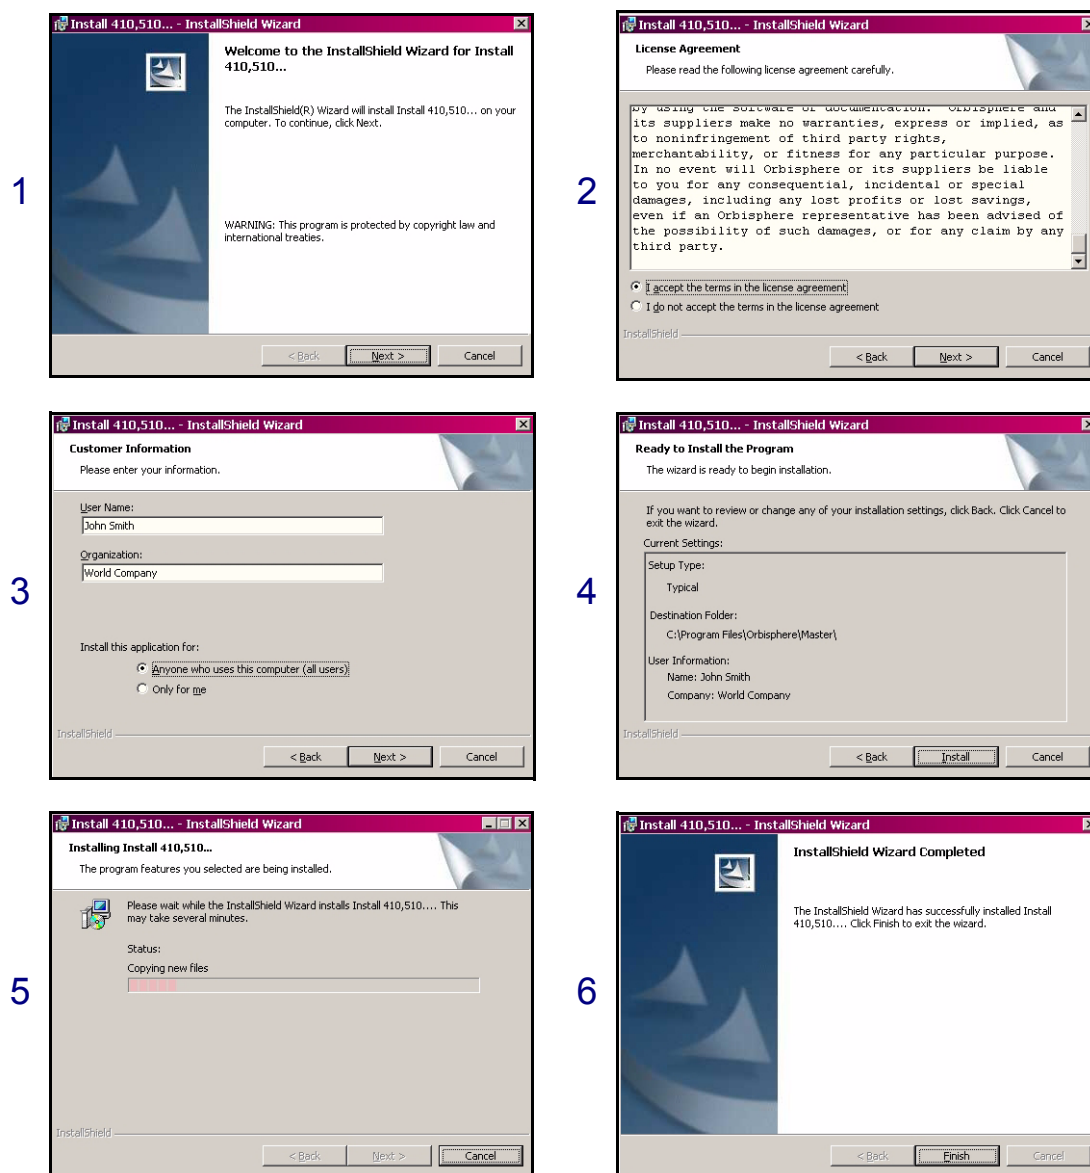 Install 410,510... - InstallShield Wizard
Welcome to the InstallShield Wizard for Install
410,510...
The InstallShield(R) Wizard will install Install 410,510... on your
computer. To continue, click Next.
WARNING: This program is protected by copyright law and
international treaties.
< Back Next > Cancel
1
Install 410,510... - InstallShield Wizard
License Agreement
Please read the following license agreement carefully.
by using the software or documentation. Orbisphere and
its suppliers make no warranties, express or implied, as
to noninfringement of third party rights,
merchantability, or fitness for any particular purpose.
In no event will Orbisphere or its suppliers be liable
to you for any consequential, incidental or special
damages, including any lost profits or lost savings,
even if an Orbisphere representative has been advised of
the possibility of such damages, or for any claim by any
third party.
I accept the terms in the license agreement
I do not accept the terms in the license agreement
InstallShield
< Back Next > Cancel
2
Install 410,510... - InstallShield Wizard
Customer Information
Please enter your information.
User Name:
John Smith
Organization:
World Company
Install this application for:
Anyone who uses this computer (all users)
Only for me
InstallShield
< Back Next > Cancel
3
Install 410,510... - InstallShield Wizard
Ready to Install the Program
The wizard is ready to begin installation.
If you want to review or change any of your installation settings, click Back. Click Cancel to
exit the wizard.
Current Settings:
Setup Type:
Typical
Destination Folder:
C:\Program Files\Orbisphere\Master\
User Information:
Name: John Smith
Company: World Company
InstallShield
< Back Install Cancel
4
Install 410,510... - InstallShield Wizard
Installing Install 410,510...
The program features you selected are being installed.
Please wait while the InstallShield Wizard installs Install 410,510.... This
may take several minutes.
Status:
Copying new files
InstallShield
< Back Next > Cancel
5
Install 410,510... - InstallShield Wizard
InstallShield Wizard Completed
The InstallShield Wizard has successfully installed Install
410,510.... Click Finish to exit the wizard.
< Back Finish Cancel
6